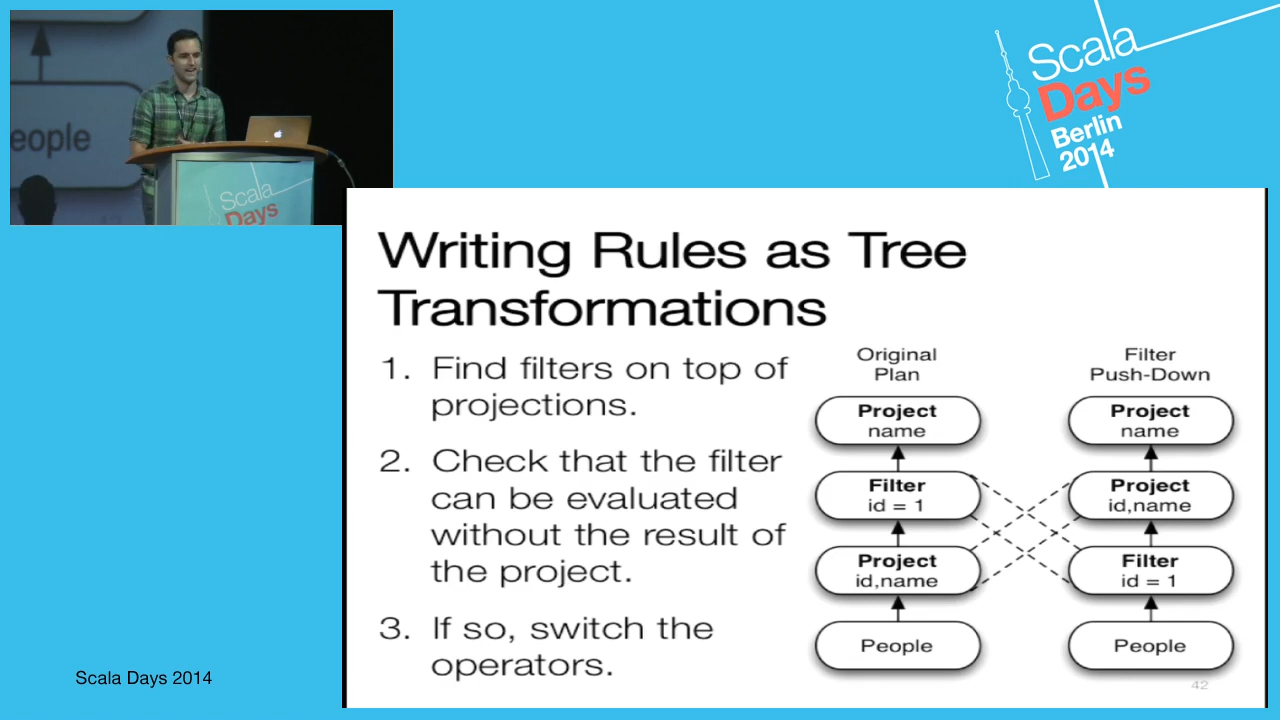 eople
Scala
Days
Scala
Days
Berlin
2014
Writing Rules as Tree
Transformations
1. Find filters on top of
projections.
2. Check that the filter
can be evaluated
without the result of
the project.
3. If so, switch the
operators.
Original
Plan
Project
name
Filter
id = 1
Project
id,name
People
Filter
Push-Down
Project
name
Project
id,name
Filter
id = 1
People
42
Scala Days 2014